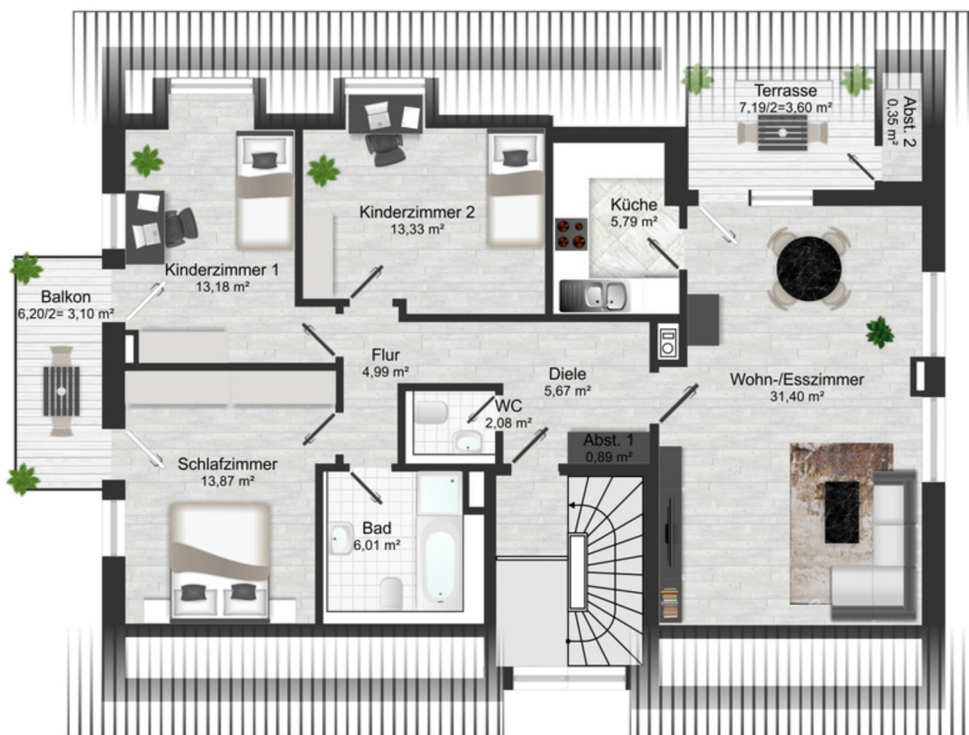 Terrasse
7,19/2=3,60 m²
Abst. 2
0,35 m²
Küche
5,79 m²
Kinderzimmer 2
13,33 m²
Kinderzimmer 1
13,18 m²
Balkon
6,20/2= 3,10 m²
Flur
4,99 m²
Diele
5,67 m²
Wohn-/Esszimmer
31,40 m²
WC
2,08 m²
Abst. 1
0,89 m²
Schlafzimmer
13,87 m²
Bad
6,01 m²